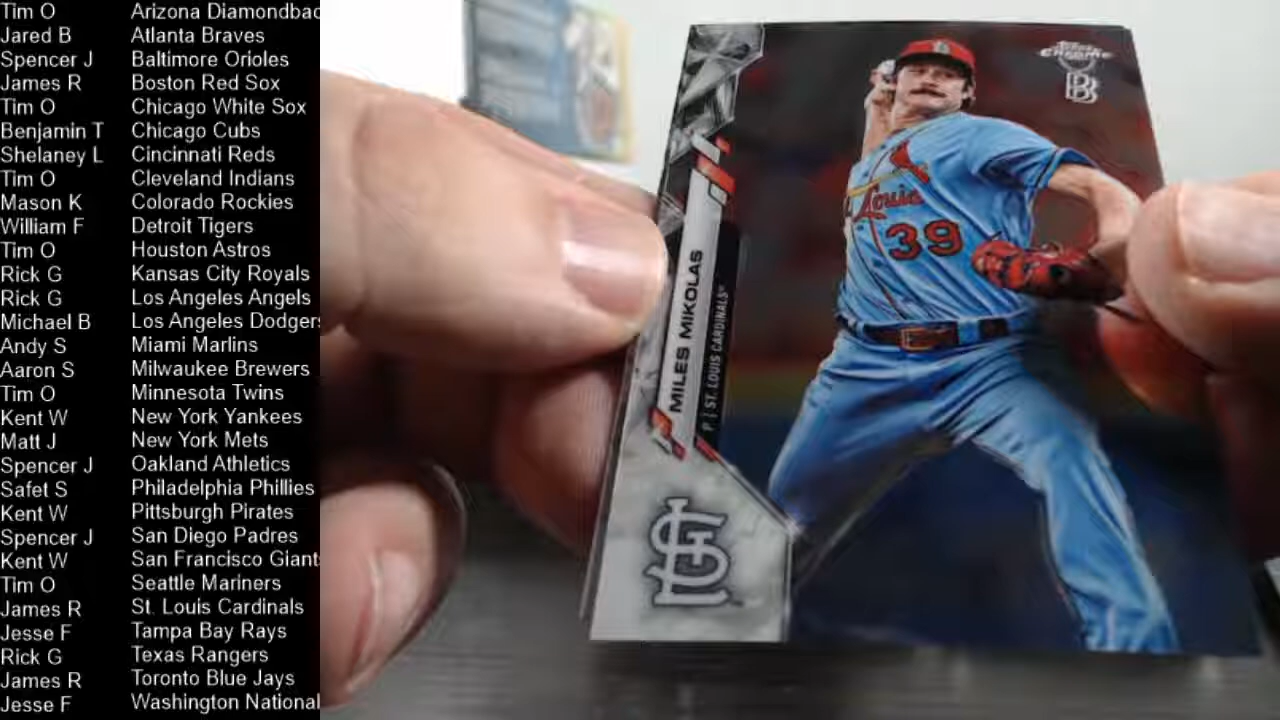 Tim O Arizona Diamondbac
Jared B Atlanta Braves
Spencer J Baltimore Orioles
James R Boston Red Sox
Tim O Chicago White Sox
Benjamin T Chicago Cubs
Shelaney L Cincinnati Reds
Tim O Cleveland Indians
Mason K Colorado Rockies
William F Detroit Tigers
Tim O Houston Astros
Rick G Kansas City Royals
Rick G Los Angeles Angels
Michael B Los Angeles Dodgers
Andy S Miami Marlins
Aaron S Milwaukee Brewers
Tim O Minnesota Twins
Kent W New York Yankees
Matt J New York Mets
Spencer J Oakland Athletics
Safet S Philadelphia Phillies
Kent W Pittsburgh Pirates
Spencer J San Diego Padres
Kent W San Francisco Giants
Tim O Seattle Mariners
James R St. Louis Cardinals
Jesse F Tampa Bay Rays
Rick G Texas Rangers
James R Toronto Blue Jays
Jesse F Washington National
Topps
CHROME
B
St. Louis
39
MILES MIKOLAS
P | ST. LOUIS CARDINALS®
STL